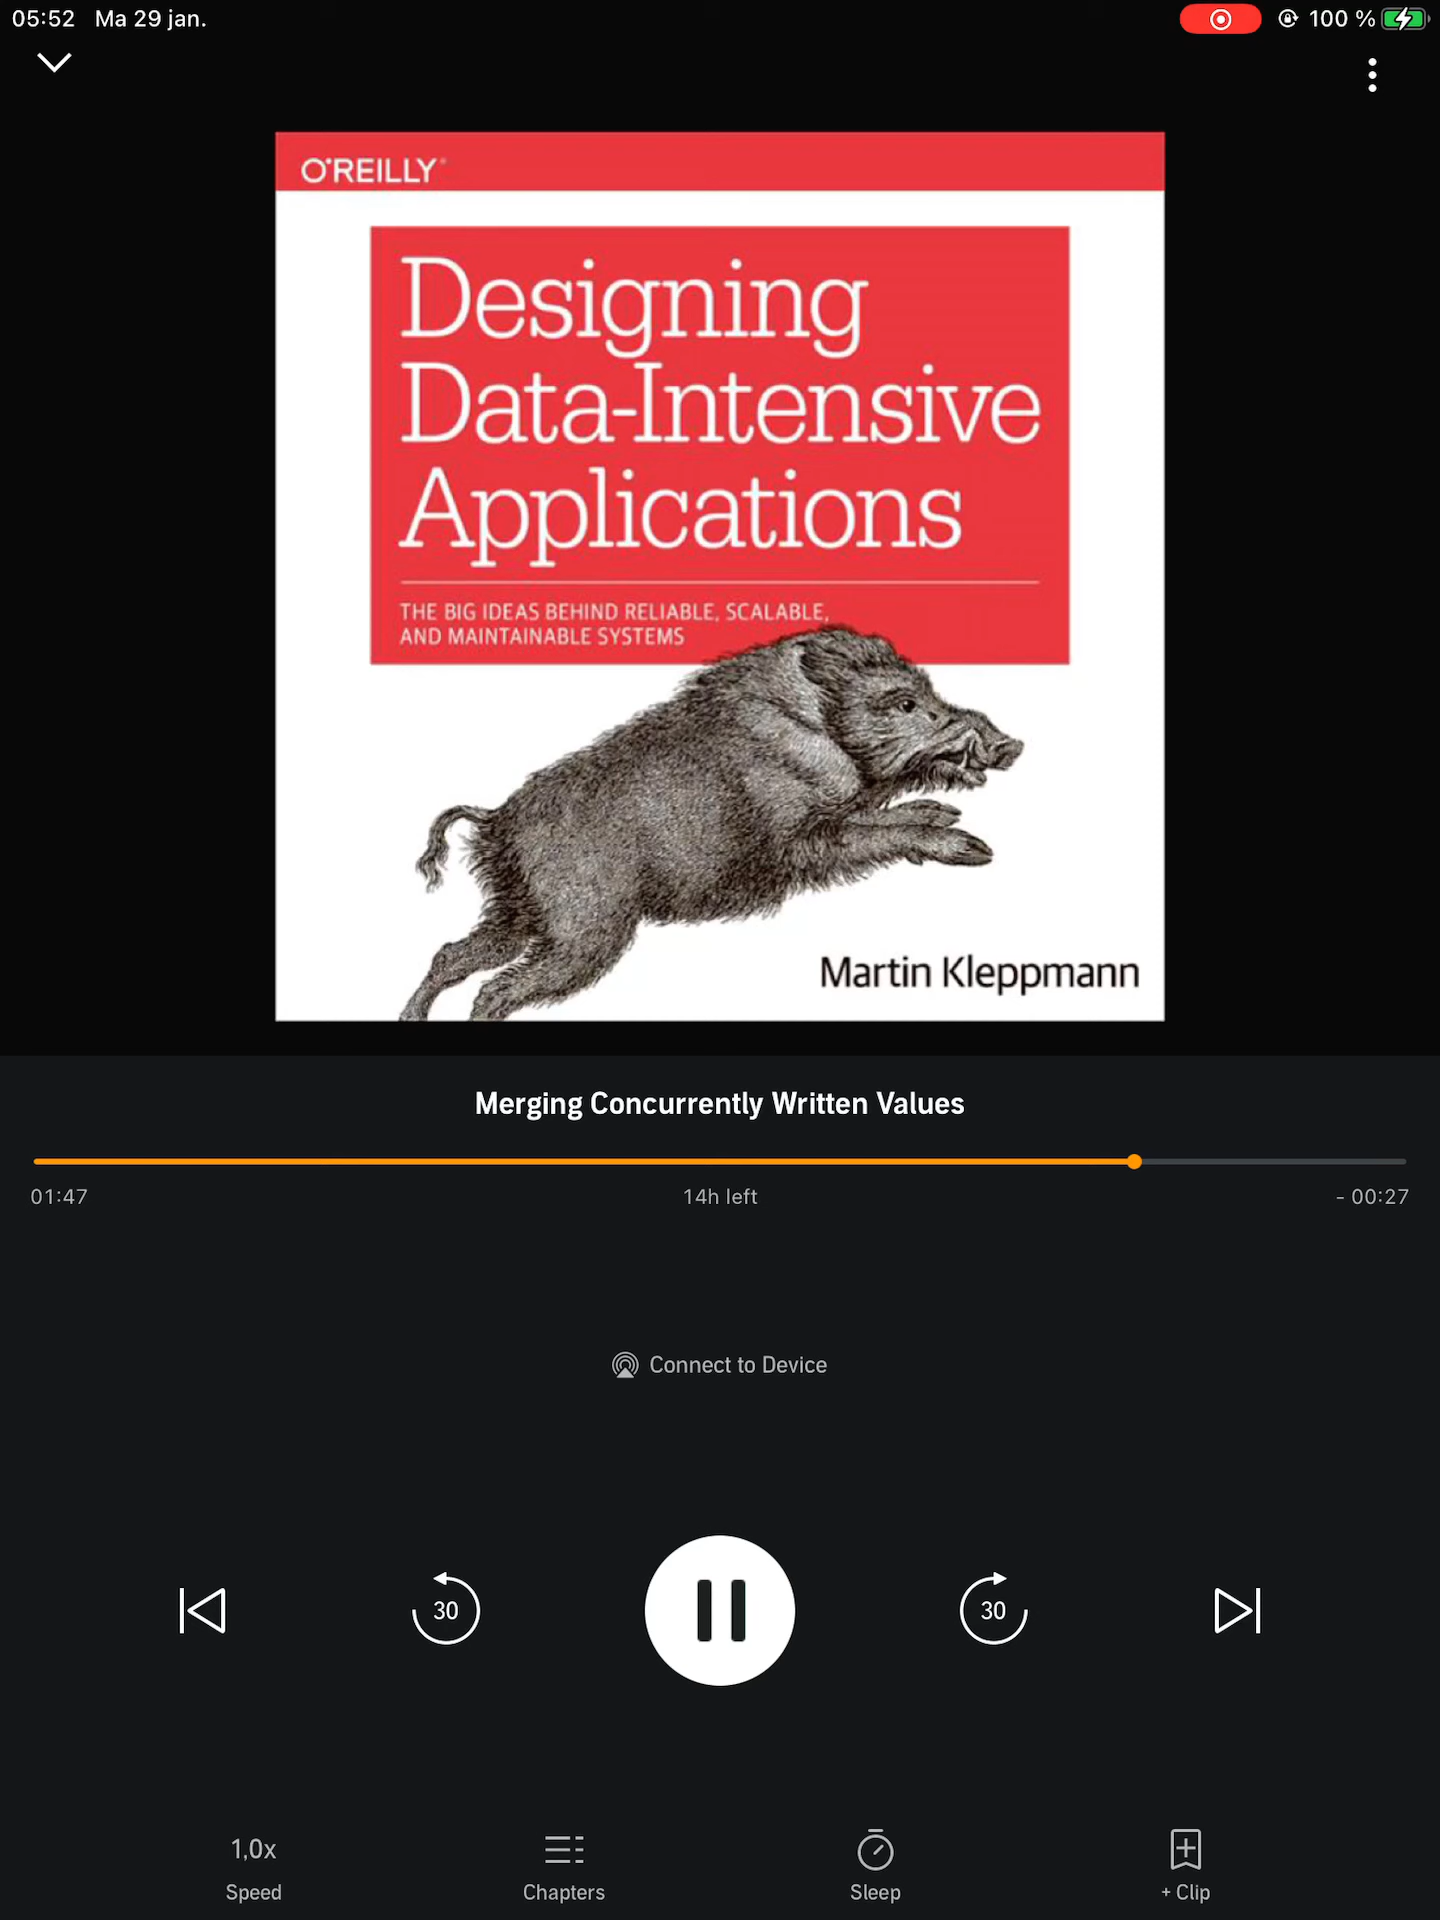 05:52 Ma 29 jan.
100 %
O'REILLY®
Designing
Data-Intensive
Applications
THE BIG IDEAS BEHIND RELIABLE, SCALABLE,
AND MAINTAINABLE SYSTEMS
Martin Kleppmann
Merging Concurrently Written Values
01:47 14h left - 00:27
Connect to Device
30 30
1,0x
Speed Chapters Sleep + Clip